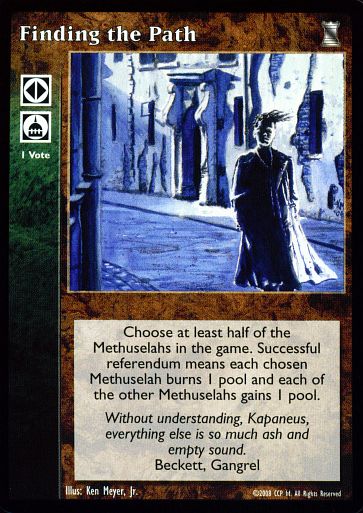 Finding the Path
1 Vote
Choose at least half of the
Methuselahs in the game. Successful
referendum means each chosen
Methuselah burns 1 pool and each of
the other Methuselahs gains 1 pool.
Without understanding, Kapaneus,
everything else is so much ash and
empty sound.
Beckett, Gangrel
Illus: Ken Meyer, Jr.
©2008 CCP hf. All Rights Reserved